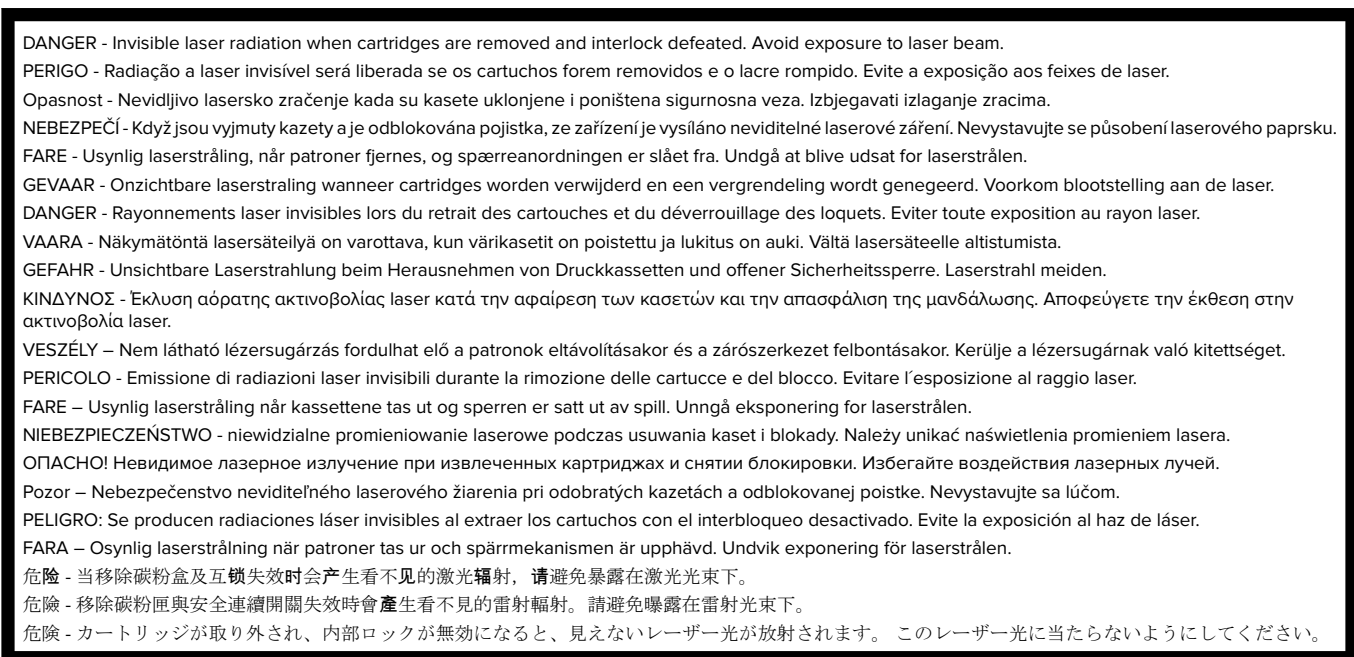 DANGER - Invisible laser radiation when cartridges are removed and interlock defeated. Avoid exposure to laser beam.
PERIGO - Radiação a laser invisível será liberada se os cartuchos forem removidos e o lacre rompido. Evite a exposição aos feixes de laser.
Opasnost - Nevidljivo lasersko zračenje kada su kasete uklonjene i poništena sigurnosna veza. Izbjegavati izlaganje zracima.
NEBEZPEČÍ - Když jsou vyjmuty kazety a je odblokována pojistka, ze zařízení je vysíláno neviditelné laserové záření. Nevystavujte se působení laserového paprsku.
FARE - Usynlig laserstråling, når patroner fjernes, og spærreanordningen er slået fra. Undgå at blive udsat for laserstrålen.
GEVAAR - Onzichtbare laserstraling wanneer cartridges worden verwijderd en een vergrendeling wordt genegeerd. Voorkom blootstelling aan de laser.
DANGER - Rayonnements laser invisibles lors du retrait des cartouches et du déverrouillage des loquets. Eviter toute exposition au rayon laser.
VAARA - Näkymätöntä lasersäteilyä on varottava, kun värikasetit on poistettu ja lukitus on auki. Vältä lasersäteelle altistumista.
GEFAHR - Unsichtbare Laserstrahlung beim Herausnehmen von Druckkassetten und offener Sicherheitssperre. Laserstrahl meiden.
ΚΙΝΔΥΝΟΣ - Έκλυση αόρατης ακτινοβολίας laser κατά την αφαίρεση των κασετών και την απασφάλιση της μανδάλωσης. Αποφεύγετε την έκθεση στην
ακτινοβολία laser.
VESZÉLY – Nem látható lézersugárzás fordulhat elő a patronok eltávolításakor és a zárószerkezet felbontásakor. Kerülje a lézersugárnak való kitettséget.
PERICOLO - Emissione di radiazioni laser invisibili durante la rimozione delle cartucce e del blocco. Evitare l´esposizione al raggio laser.
FARE – Usynlig laserstråling når kassettene tas ut og sperren er satt ut av spill. Unngå eksponering for laserstrålen.
NIEBEZPIECZEŃSTWO - niewidzialne promieniowanie laserowe podczas usuwania kaset i blokady. Należy unikać naświetlenia promieniem lasera.
ОПАСНО! Невидимое лазерное излучение при извлеченных картриджах и снятии блокировки. Избегайте воздействия лазерных лучей.
Pozor – Nebezpečenstvo neviditeľného laserového žiarenia pri odobratých kazetách a odblokovanej poistke. Nevystavujte sa lúčom.
PELIGRO: Se producen radiaciones láser invisibles al extraer los cartuchos con el interbloqueo desactivado. Evite la exposición al haz de láser.
FARA – Osynlig laserstrålning när patroner tas ur och spärrmekanismen är upphävd. Undvik exponering för laserstrålen.
危险 - 当移除碳粉盒及互锁失效时会产生看不见的激光辐射，请避免暴露在激光光束下。
危險 - 移除碳粉匣與安全連續開關失效時會產生看不見的雷射輻射。請避免曝露在雷射光束下。
危険 - カートリッジが取り外され、内部ロックが無効になると、見えないレーザー光が放射されます。 このレーザー光に当たらないようにしてください。